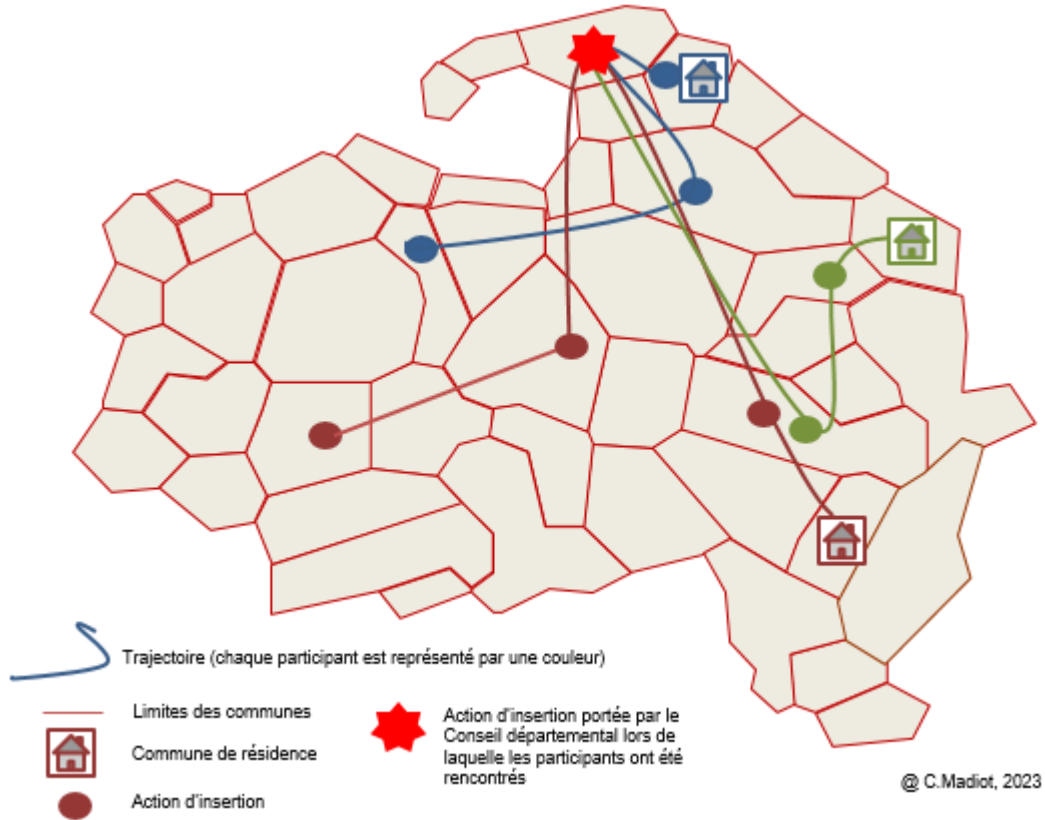 Trajectoire (chaque participant est représenté par une couleur)
Limites des communes
Commune de résidence
Action d'insertion
Action d'insertion portée par le
Conseil départemental lors de
laquelle les participants ont été
rencontrés
@ C.Madiot, 2023